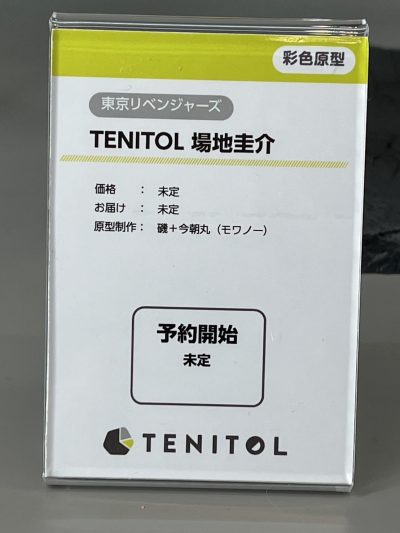 彩色原型
東京リベンジャーズ
TENITOL 場地圭介
価格 : 未定
お届け : 未定
原型制作 : 磯+今朝丸（モワノー）
予約開始
未定
TENITOL